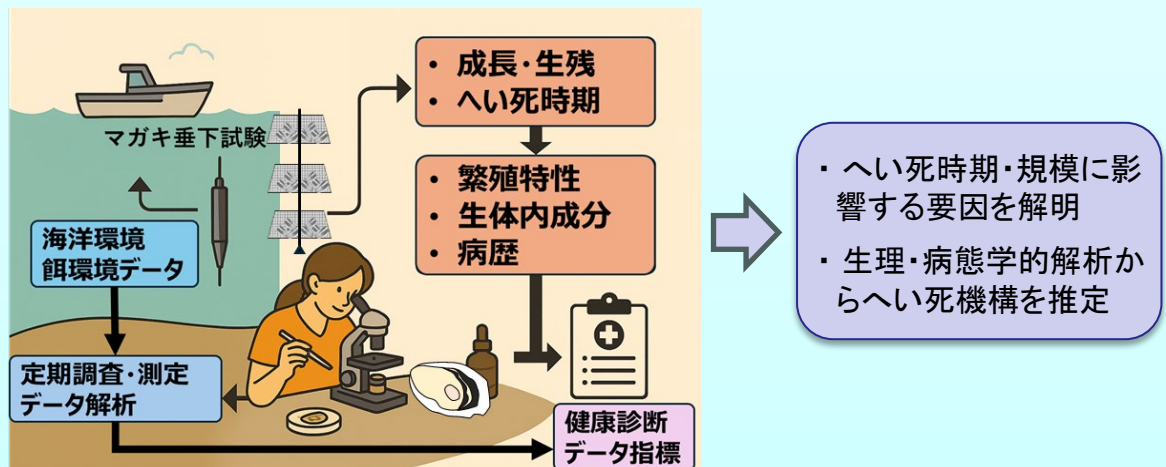 ・ 成長・生残
・ へい死時期
マガキ垂下試験
・ 繁殖特性
・ 生体内成分
・ 病歴
海洋環境
餌環境データ
定期調査・測定
データ解析
健康診断
データ指標
・ へい死時期・規模に影
響する要因を解明
・ 生理・病態学的解析か
らへい死機構を推定